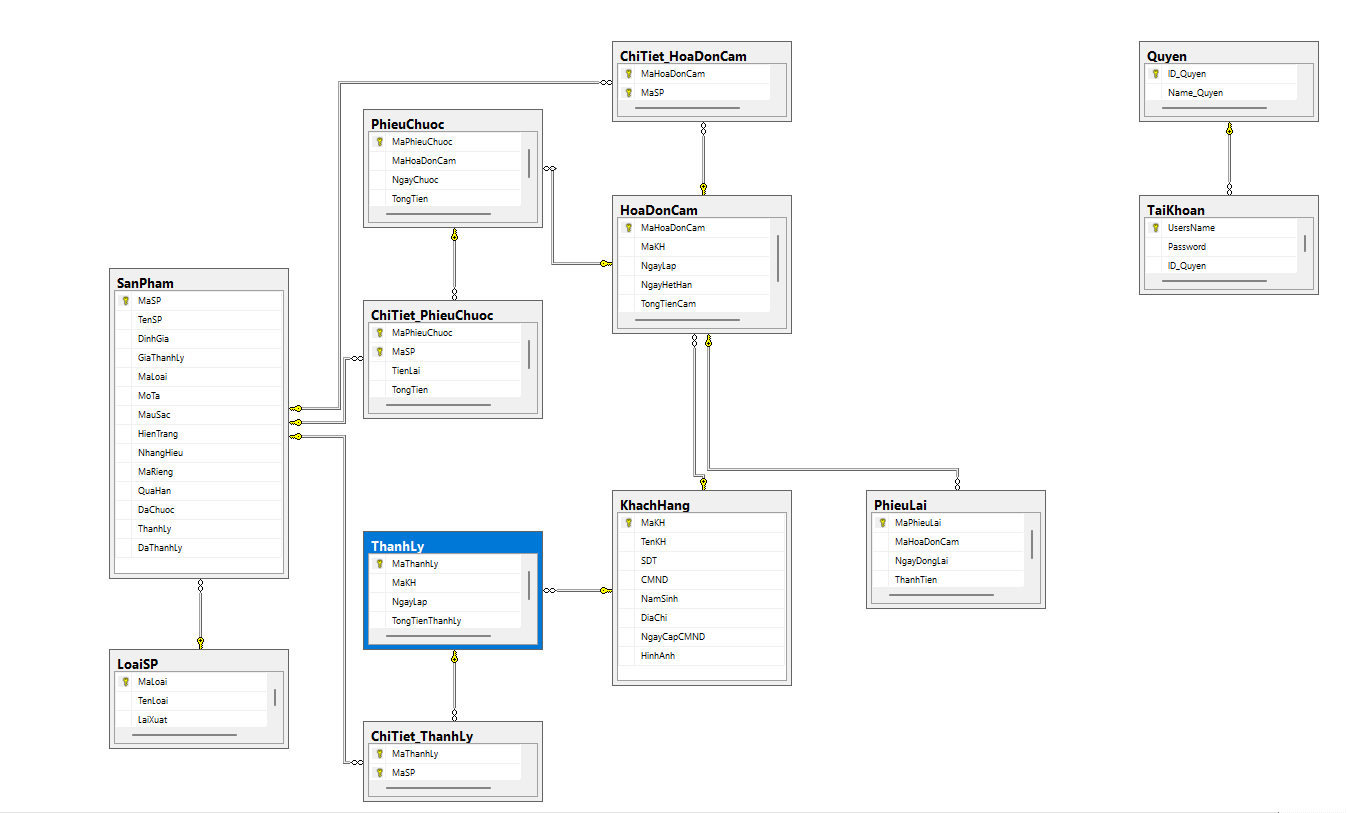 ChiTiet_HoaDonCam
MaHoaDonCam
MaSP
Quyen
ID_Quyen
Name_Quyen
PhieuChuoc
MaPhieuChuoc
MaHoaDonCam
NgayChuoc
TongTien
HoaDonCam
MaHoaDonCam
MaKH
NgayLap
NgayHetHan
TongTienCam
TaiKhoan
UsersName
Password
ID_Quyen
SanPham
MaSP
TenSP
DinhGia
GiaThanhLy
MaLoai
MoTa
MauSac
HienTrang
NhangHieu
MaRieng
QuaHan
DaChuoc
ThanhLy
DaThanhLy
ChiTiet_PhieuChuoc
MaPhieuChuoc
MaSP
TienLai
TongTien
KhachHang
MaKH
TenKH
SDT
CMND
NamSinh
DiaChi
NgayCapCMND
HinhAnh
PhieuLai
MaPhieuLai
MaHoaDonCam
NgayDongLai
ThanhTien
ThanhLy
MaThanhLy
MaKH
NgayLap
TongTienThanhLy
LoaiSP
MaLoai
TenLoai
LaiXuat
ChiTiet_ThanhLy
MaThanhLy
MaSP